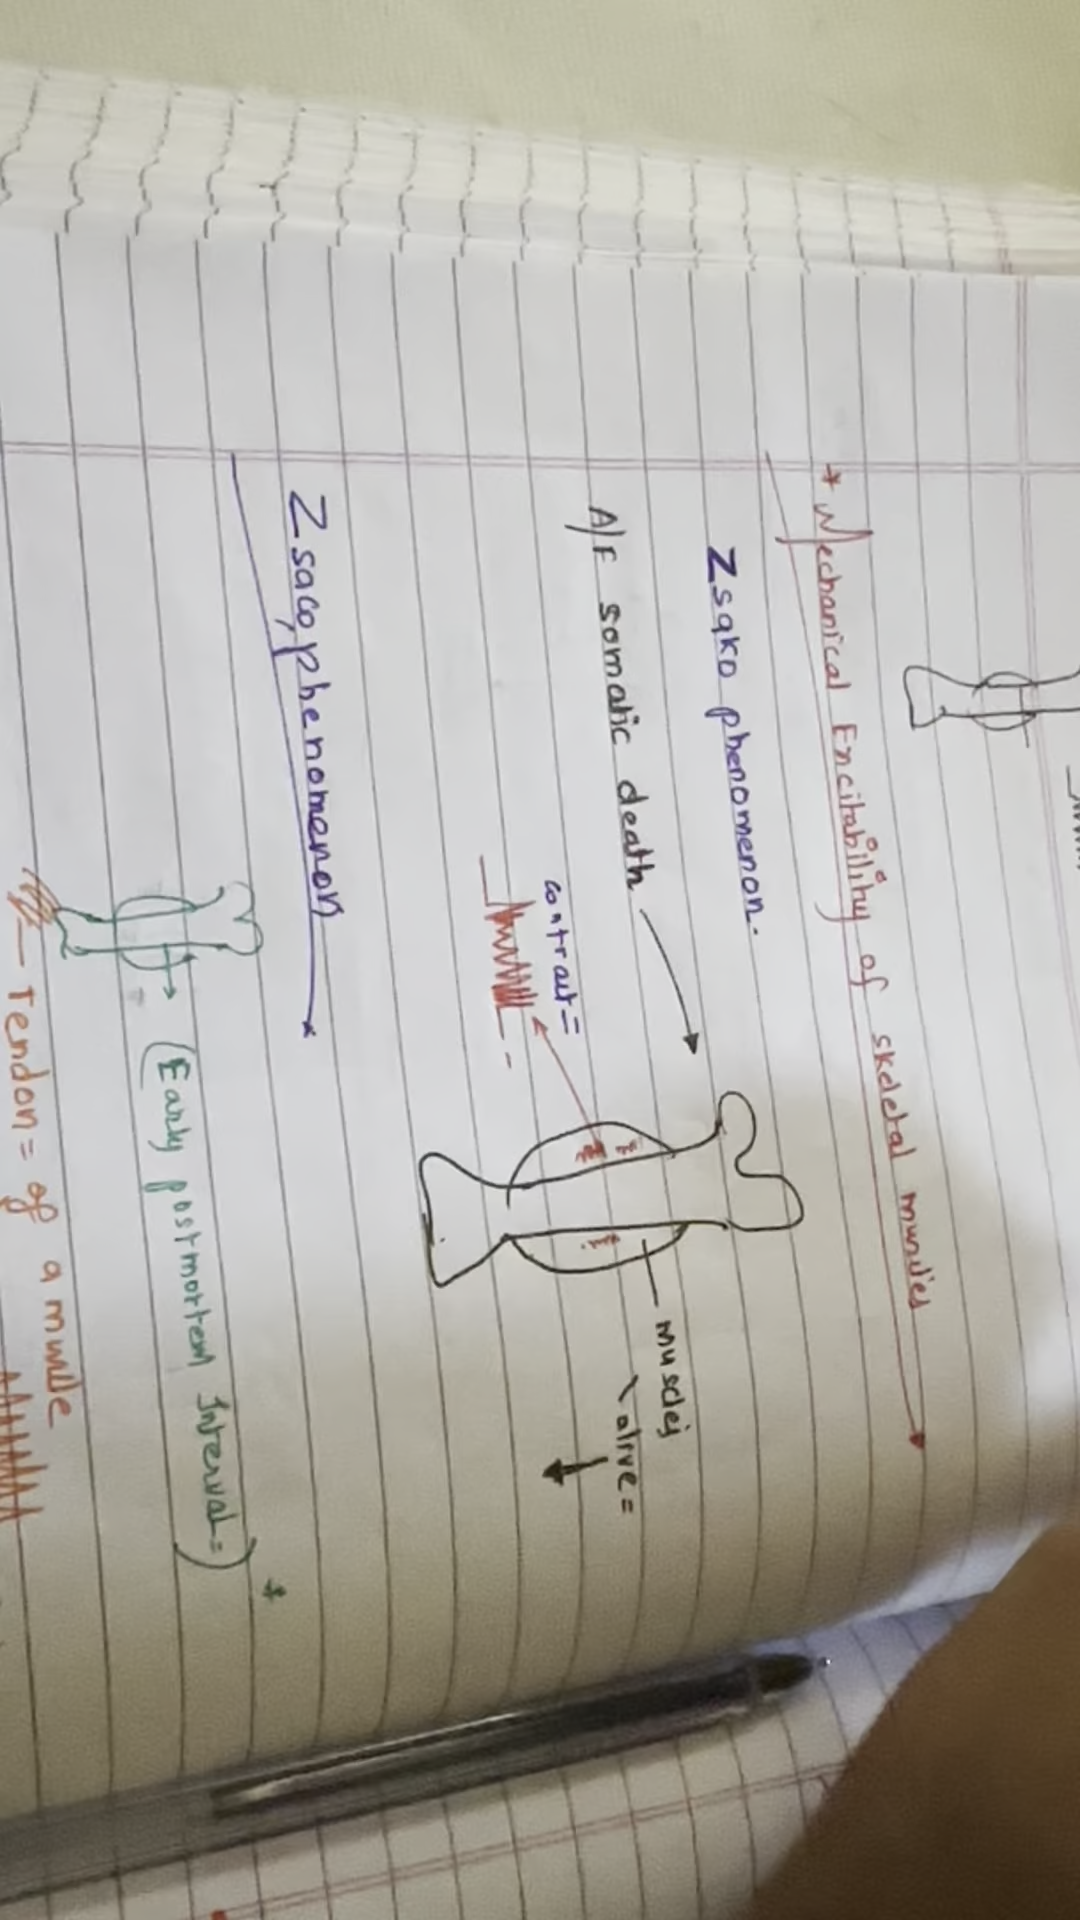 * Mechanical Excitability of skeletal muscles
Zsako phenomenon.
A/F somatic death
muscles
alive =
contract =
Zsaco, phenomenon
(Early postmortem Interval =) *
Tendon = of a muscle